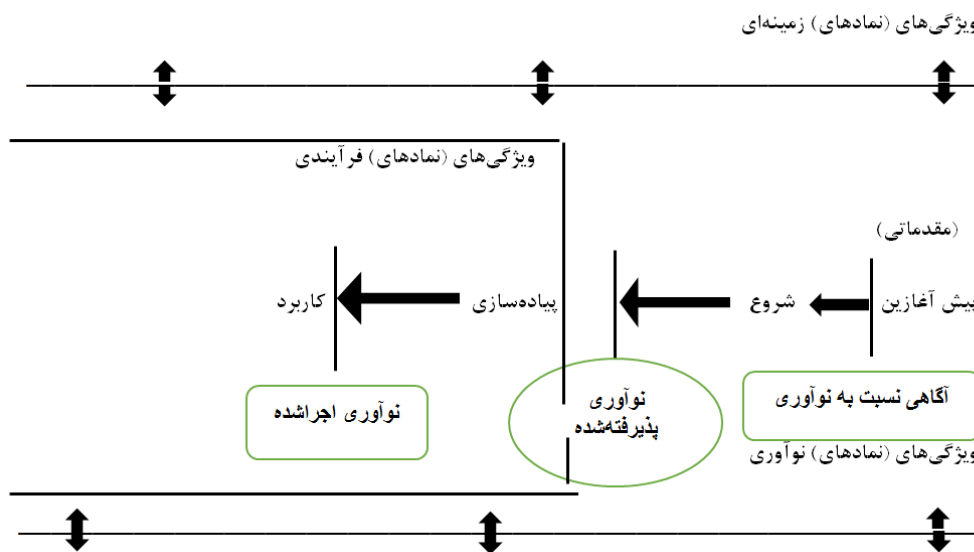 ویژگی‌های (نمادهای) زمینه‌ای
ویژگی‌های (نمادهای) فرآیندی
(مقدماتی)
پیش آغازین
شروع
پیاده‌سازی
کاربرد
آگاهی نسبت به نوآوری
نوآوری
پذیرفته‌شده
نوآوری اجراشده
ویژگی‌های (نمادهای) نوآوری